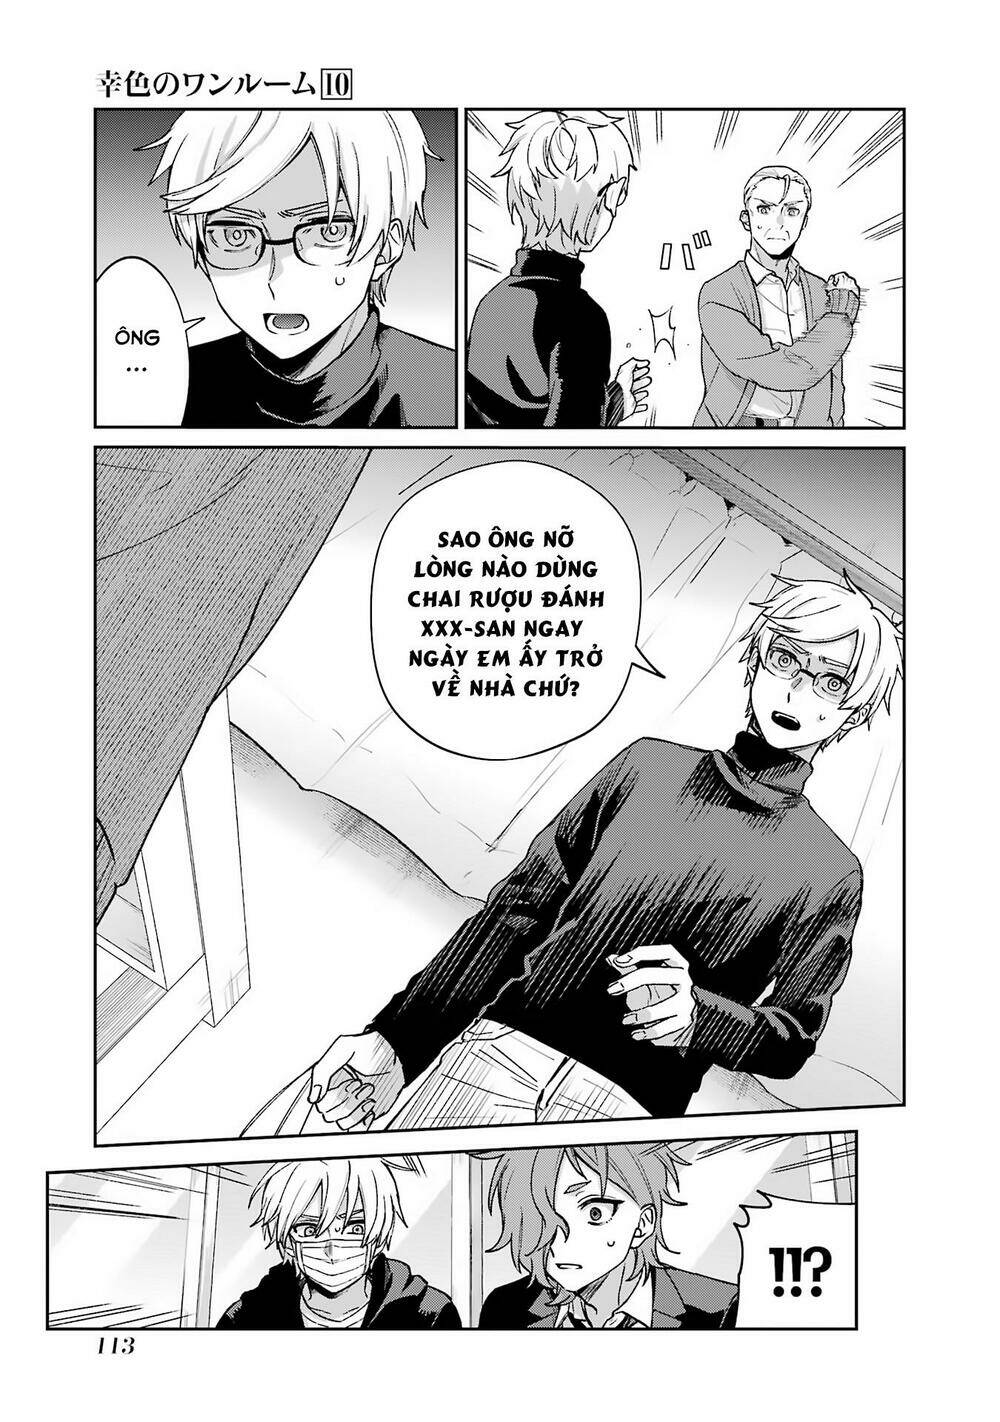 幸色のワンルーム10
ÔNG
...
SAO ÔNG NỠ
LÒNG NÀO DÙNG
CHAI RƯỢU ĐÁNH
XXX-SAN NGAY
NGÀY EM ẤY TRỞ
VỀ NHÀ CHỨ?
!!?
113